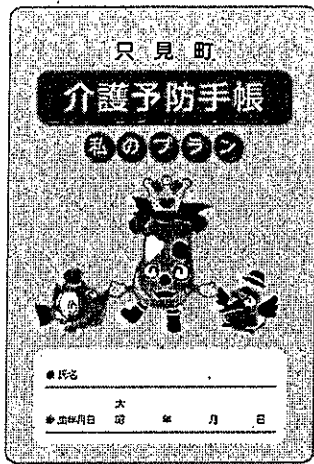 只見町
介護予防手帳
私のプラン
●氏名
大
●生年月日 昭 年 月 日